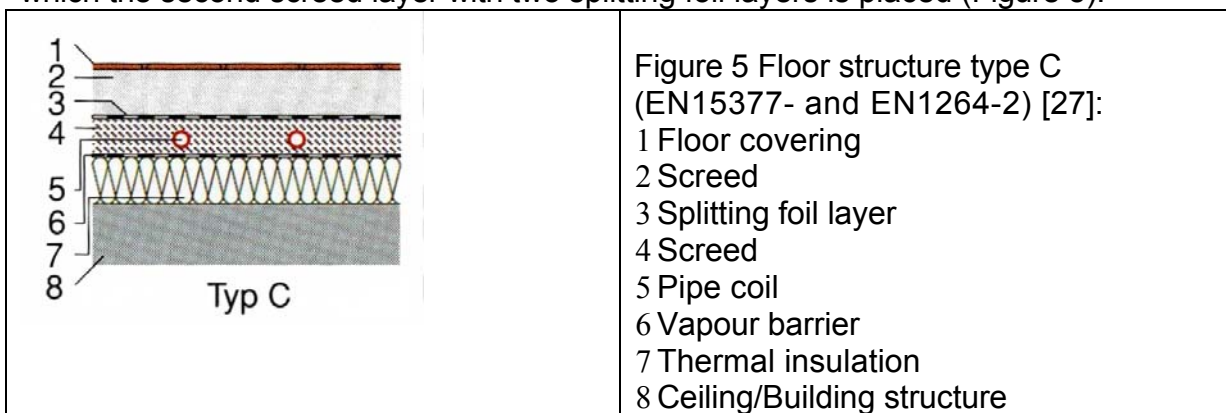 which the second screed layer with two splitting foil layers is placed (Figure 5).
1
2
3
4
5
6
7
8
Typ C
Figure 5 Floor structure type C
(EN15377- and EN1264-2) [27]:
1 Floor covering
2 Screed
3 Splitting foil layer
4 Screed
5 Pipe coil
6 Vapour barrier
7 Thermal insulation
8 Ceiling/Building structure